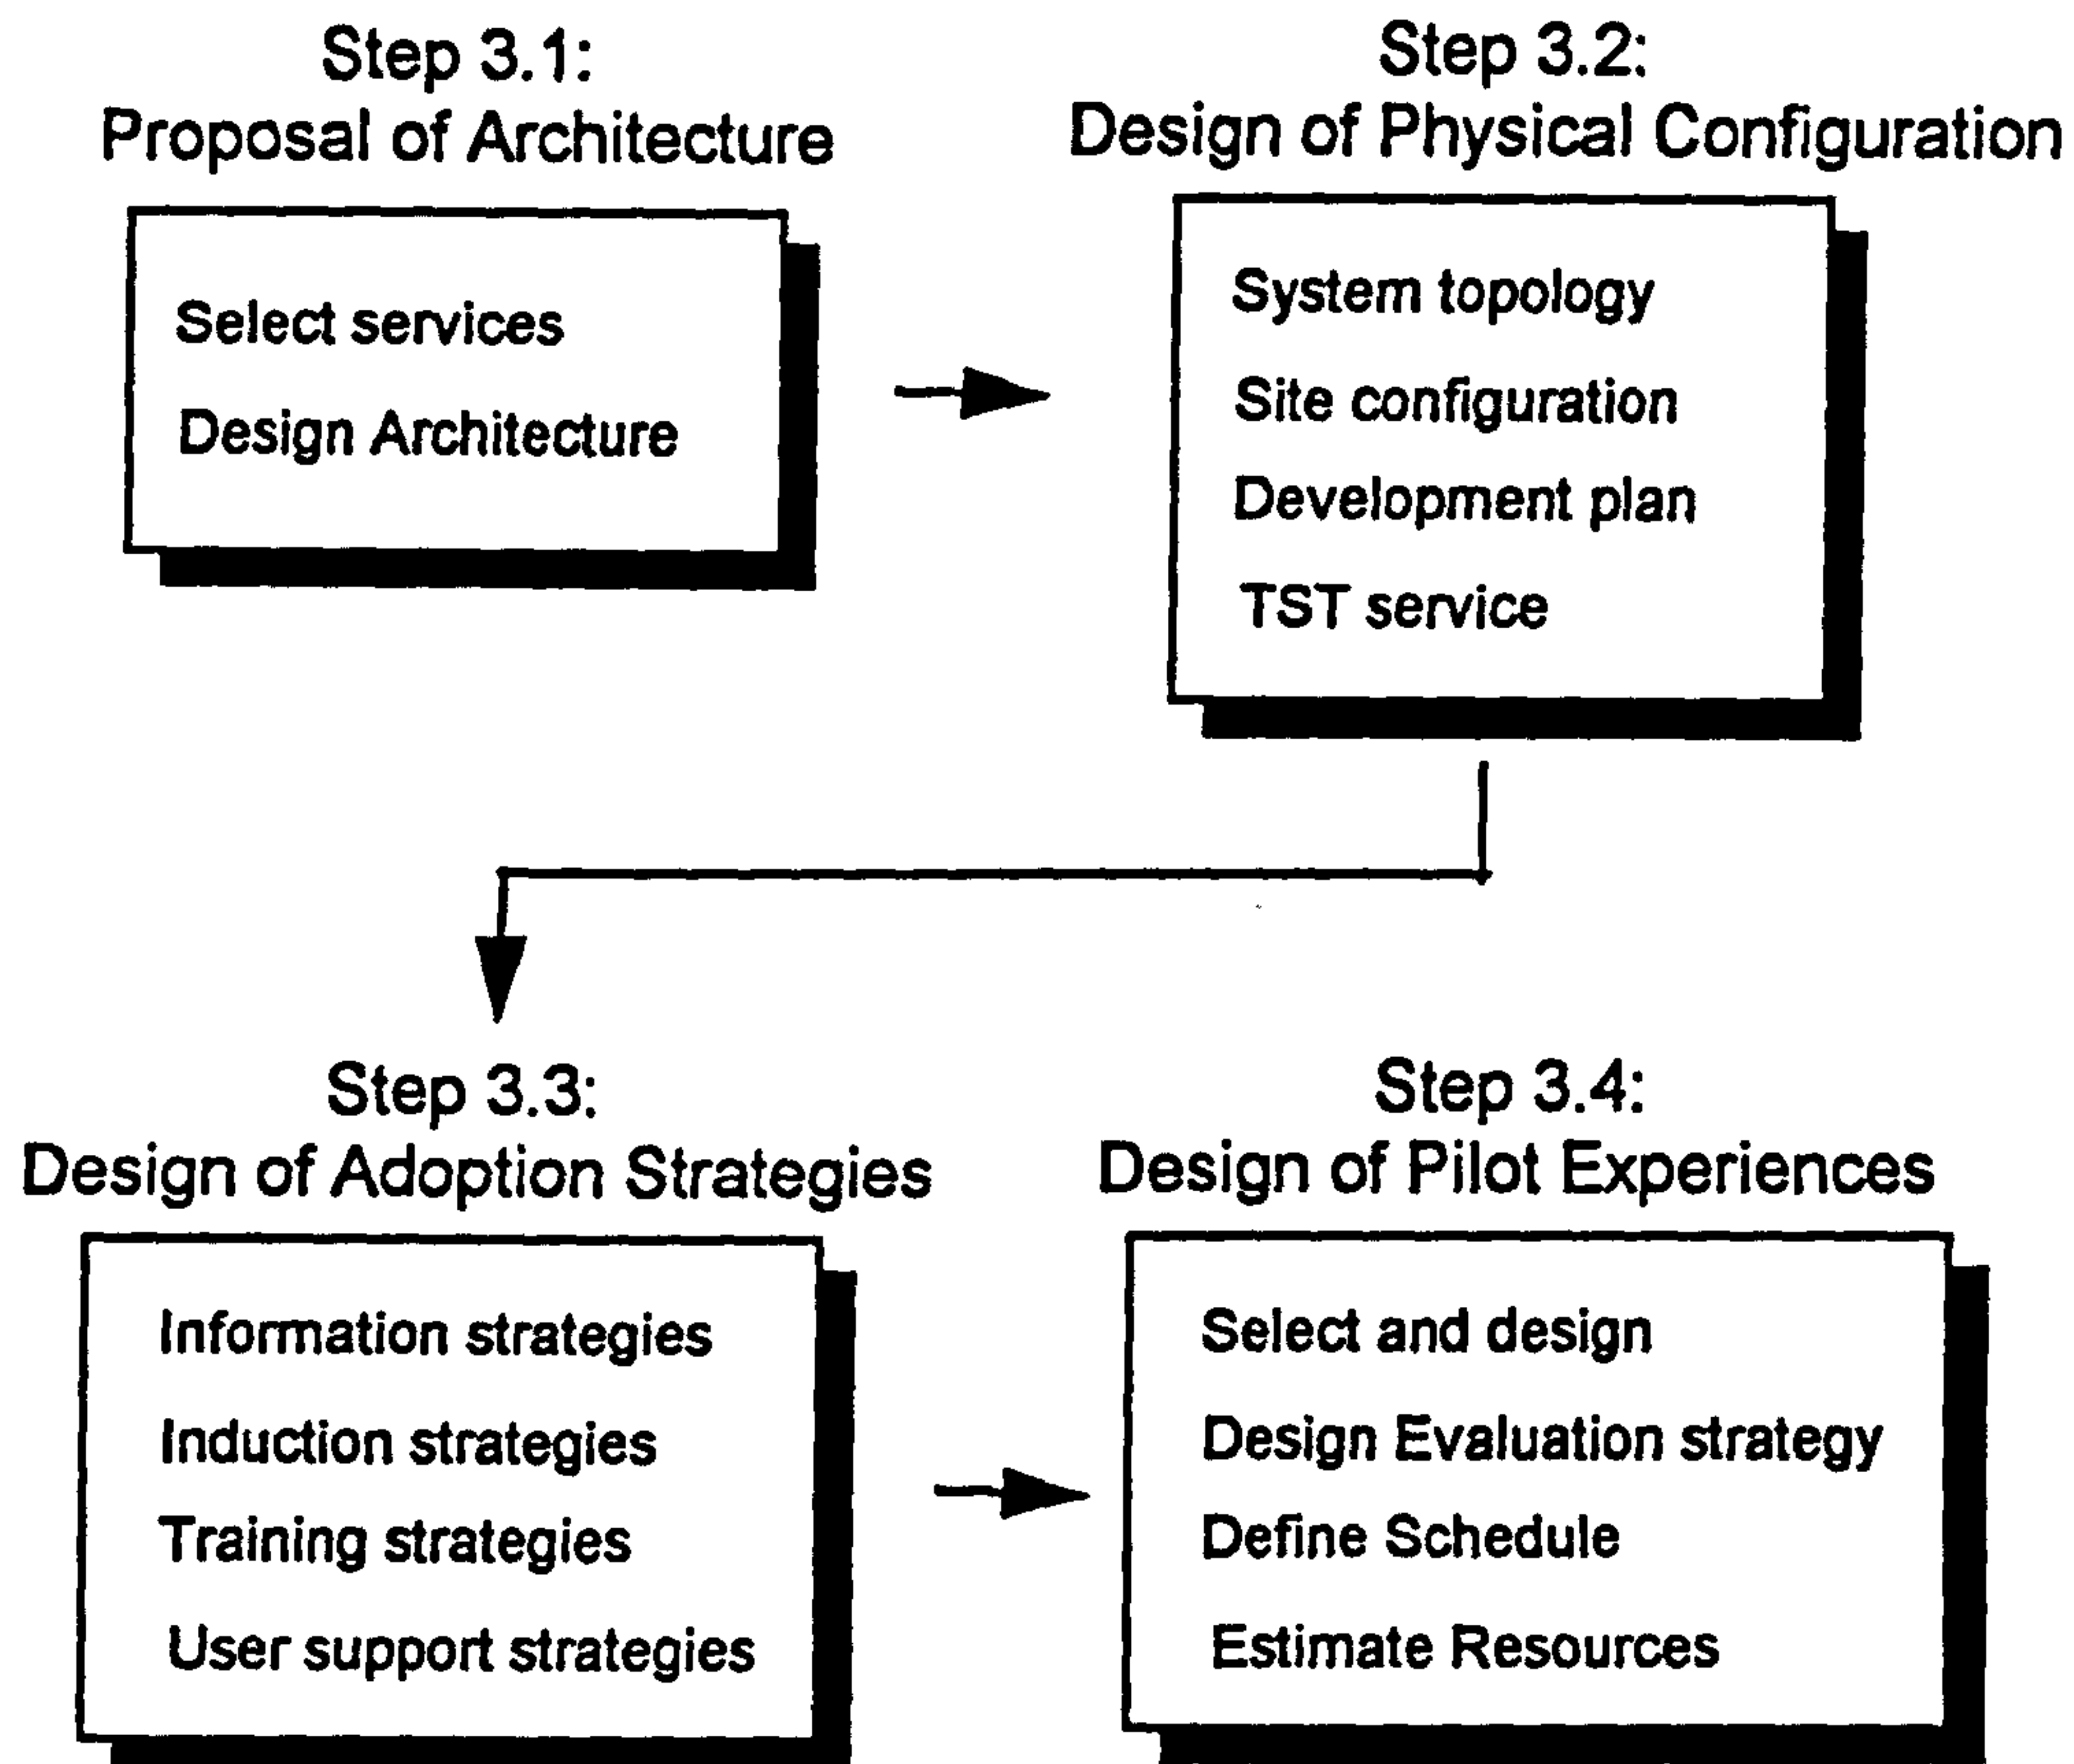 Step 3.1:
Proposal of Architecture
Select services
Design Architecture
Step 3.2:
Design of Physical Configuration
System topology
Site configuration
Development plan
TST service
Step 3.3:
Design of Adoption Strategies
Information strategies
Induction strategies
Training strategies
User support strategies
Step 3.4:
Design of Pilot Experiences
Select and design
Design Evaluation strategy
Define Schedule
Estimate Resources